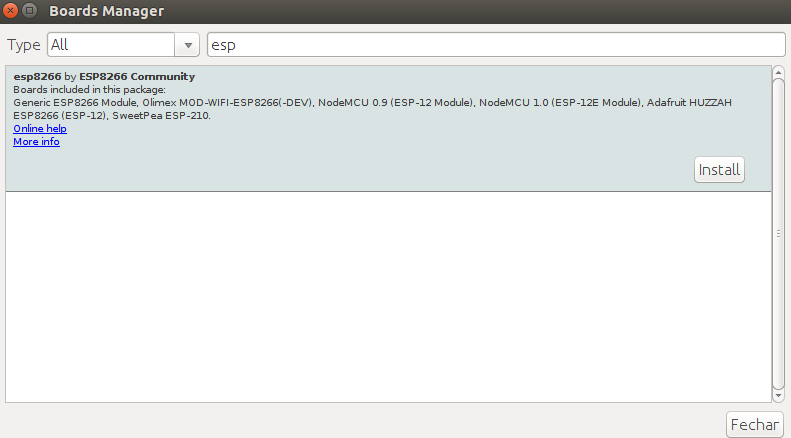 Boards Manager
Type All esp
esp8266 by ESP8266 Community
Boards included in this package:
Generic ESP8266 Module, Olimex MOD-WIFI-ESP8266(-DEV), NodeMCU 0.9 (ESP-12 Module), NodeMCU 1.0 (ESP-12E Module), Adafruit HUZZAH
ESP8266 (ESP-12), SweetPea ESP-210.
Online help
More info
Install
Fechar